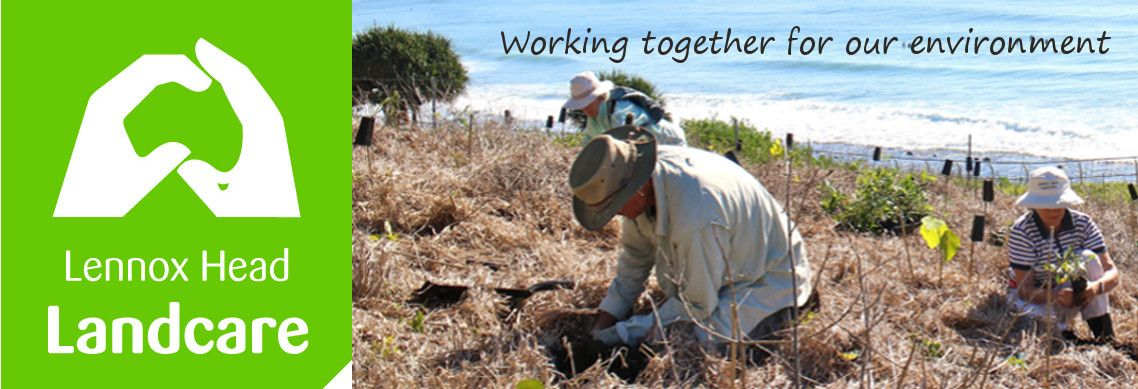 Working together for our environment
Lennox Head
Landcare